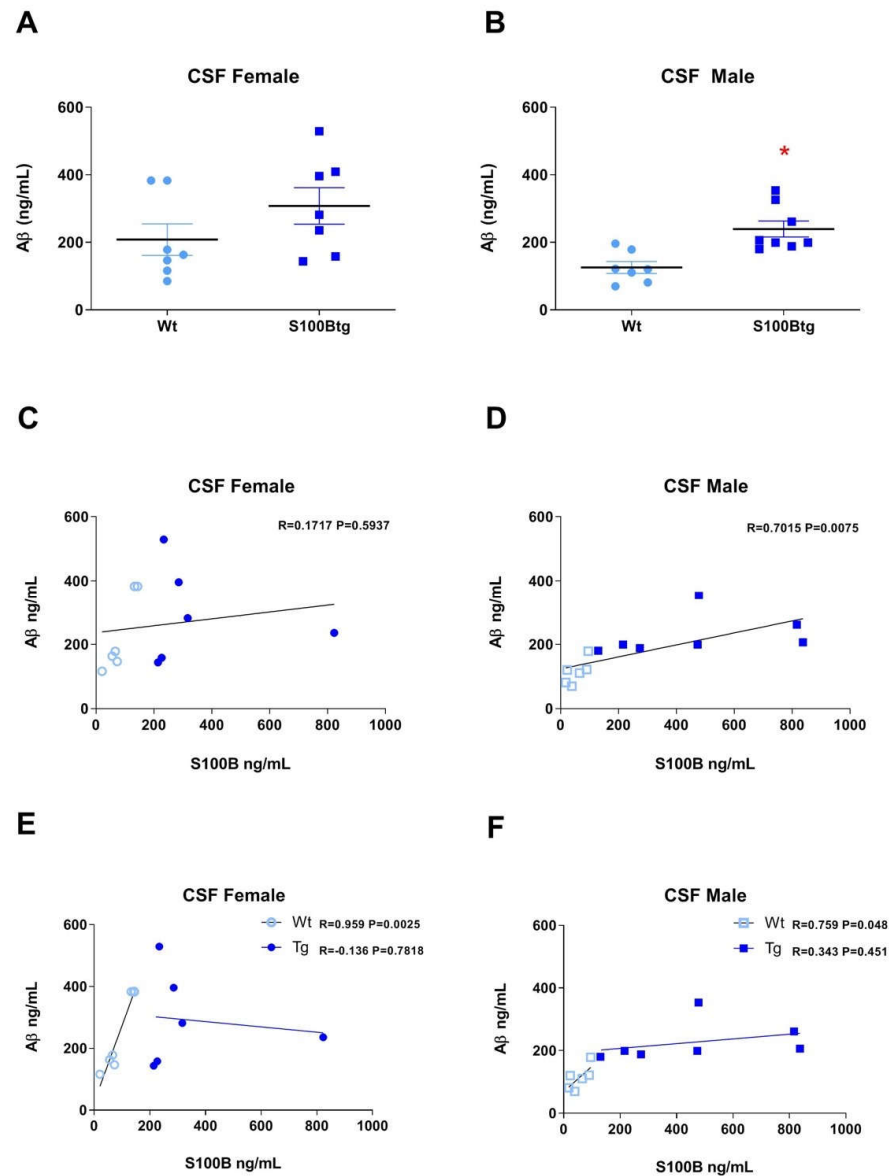 A
B
CSF Female
CSF Male
600
400
200
0
Aβ (ng/mL)
Wt
S100Btg
600
400
200
0
Aβ (ng/mL)
*
Wt
S100Btg
C
D
CSF Female
CSF Male
R=0.1717 P=0.5937
R=0.7015 P=0.0075
600
400
200
0
Aβ ng/mL
0 200 400 600 800 1000
S100B ng/mL
600
400
200
0
Aβ ng/mL
0 200 400 600 800 1000
S100B ng/mL
E
F
CSF Female
CSF Male
Wt R=0.959 P=0.0025
Tg R=-0.136 P=0.7818
Wt R=0.759 P=0.048
Tg R=0.343 P=0.451
600
400
200
0
Aβ ng/mL
0 200 400 600 800 1000
S100B ng/mL
600
400
200
0
Aβ ng/mL
0 200 400 600 800 1000
S100B ng/mL